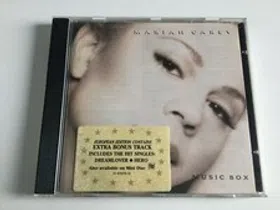 MARIAH CAREY
EUROPEAN EDITION CONTAINS
EXTRA BONUS TRACK
INCLUDES THE HIT SINGLES:
DREAMLOVER ★ HERO
Also available on Mini Disc
MUSIC BOX